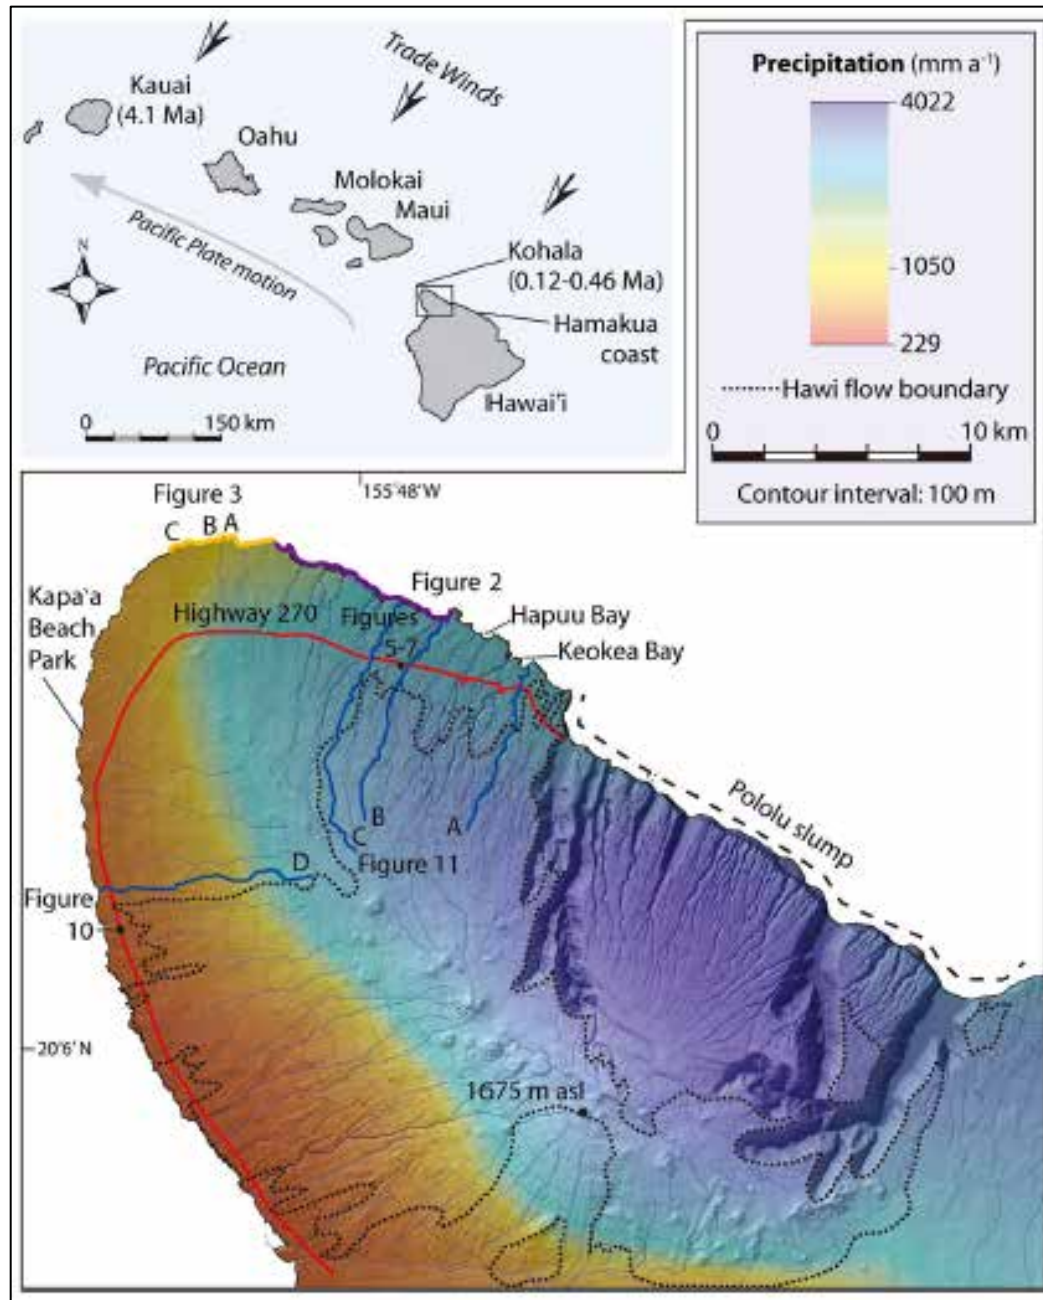 Kauai
(4.1 Ma)
Trade Winds
Oahu
Molokai
Maui
Pacific Plate motion
N
Kohala
(0.12-0.46 Ma)
Hamakua
coast
Pacific Ocean
Hawai'i
0 150 km
Precipitation (mm a⁻¹)
4022
1050
229
Hawi flow boundary
0 10 km
Contour interval: 100 m
155°48' W
Figure 3
C B A
Figure 2
Kapa'a
Beach
Park
Highway 270
Figures
5-7
Hapuu Bay
Keokea Bay
Pololu slump
B
C
A
D
Figure 11
Figure
10
20°6' N
1675 m asl